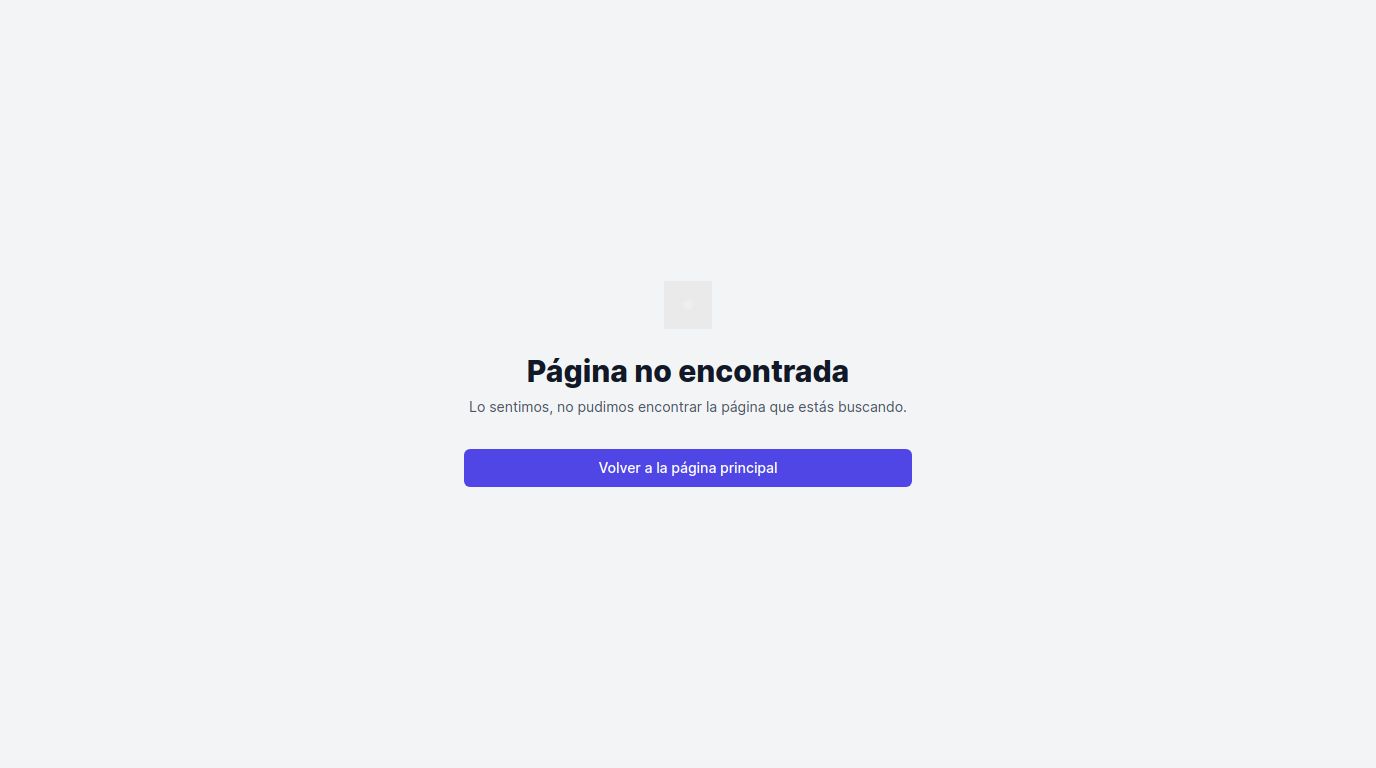 Página no encontrada
Lo sentimos, no pudimos encontrar la página que estás buscando.
Volver a la página principal